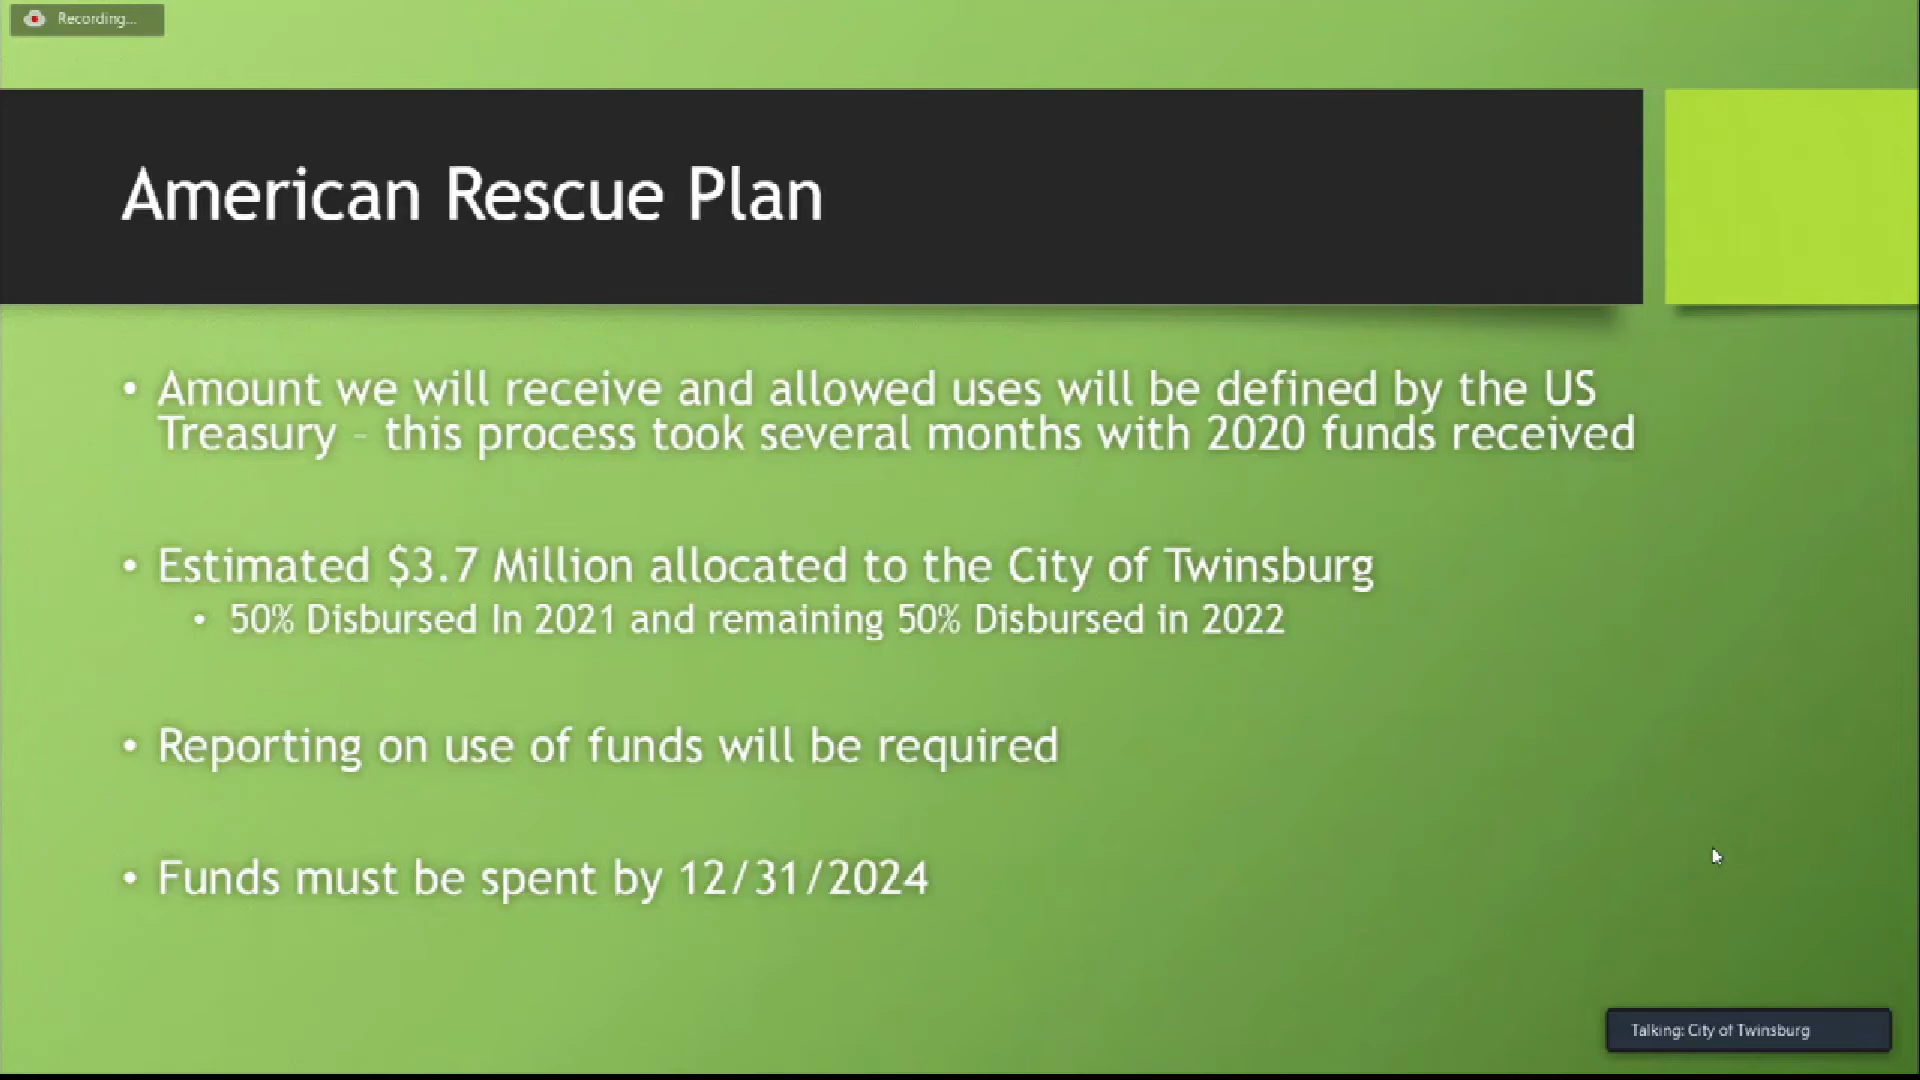 Recording...
American Rescue Plan
• Amount we will receive and allowed uses will be defined by the US
Treasury – this process took several months with 2020 funds received
• Estimated $3.7 Million allocated to the City of Twinsburg
• 50% Disbursed In 2021 and remaining 50% Disbursed in 2022
• Reporting on use of funds will be required
• Funds must be spent by 12/31/2024
Talking: City of Twinsburg